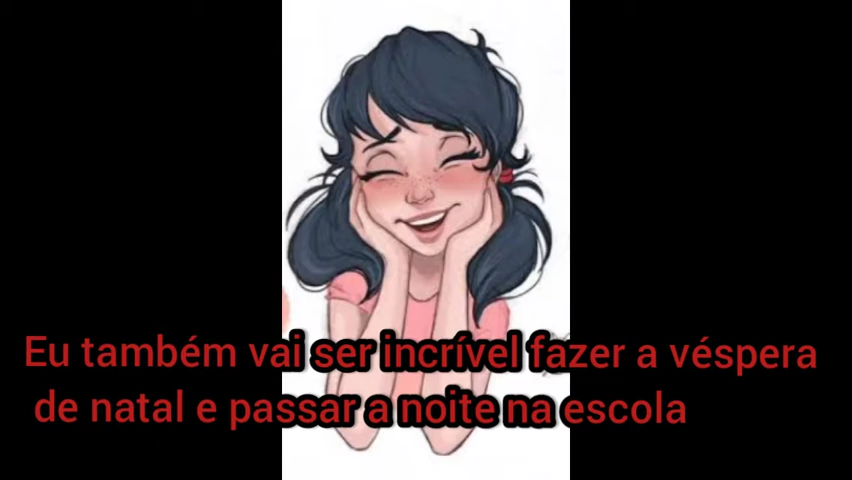 Eu também vai ser incrível fazer a véspera
de natal e passar a noite na escola